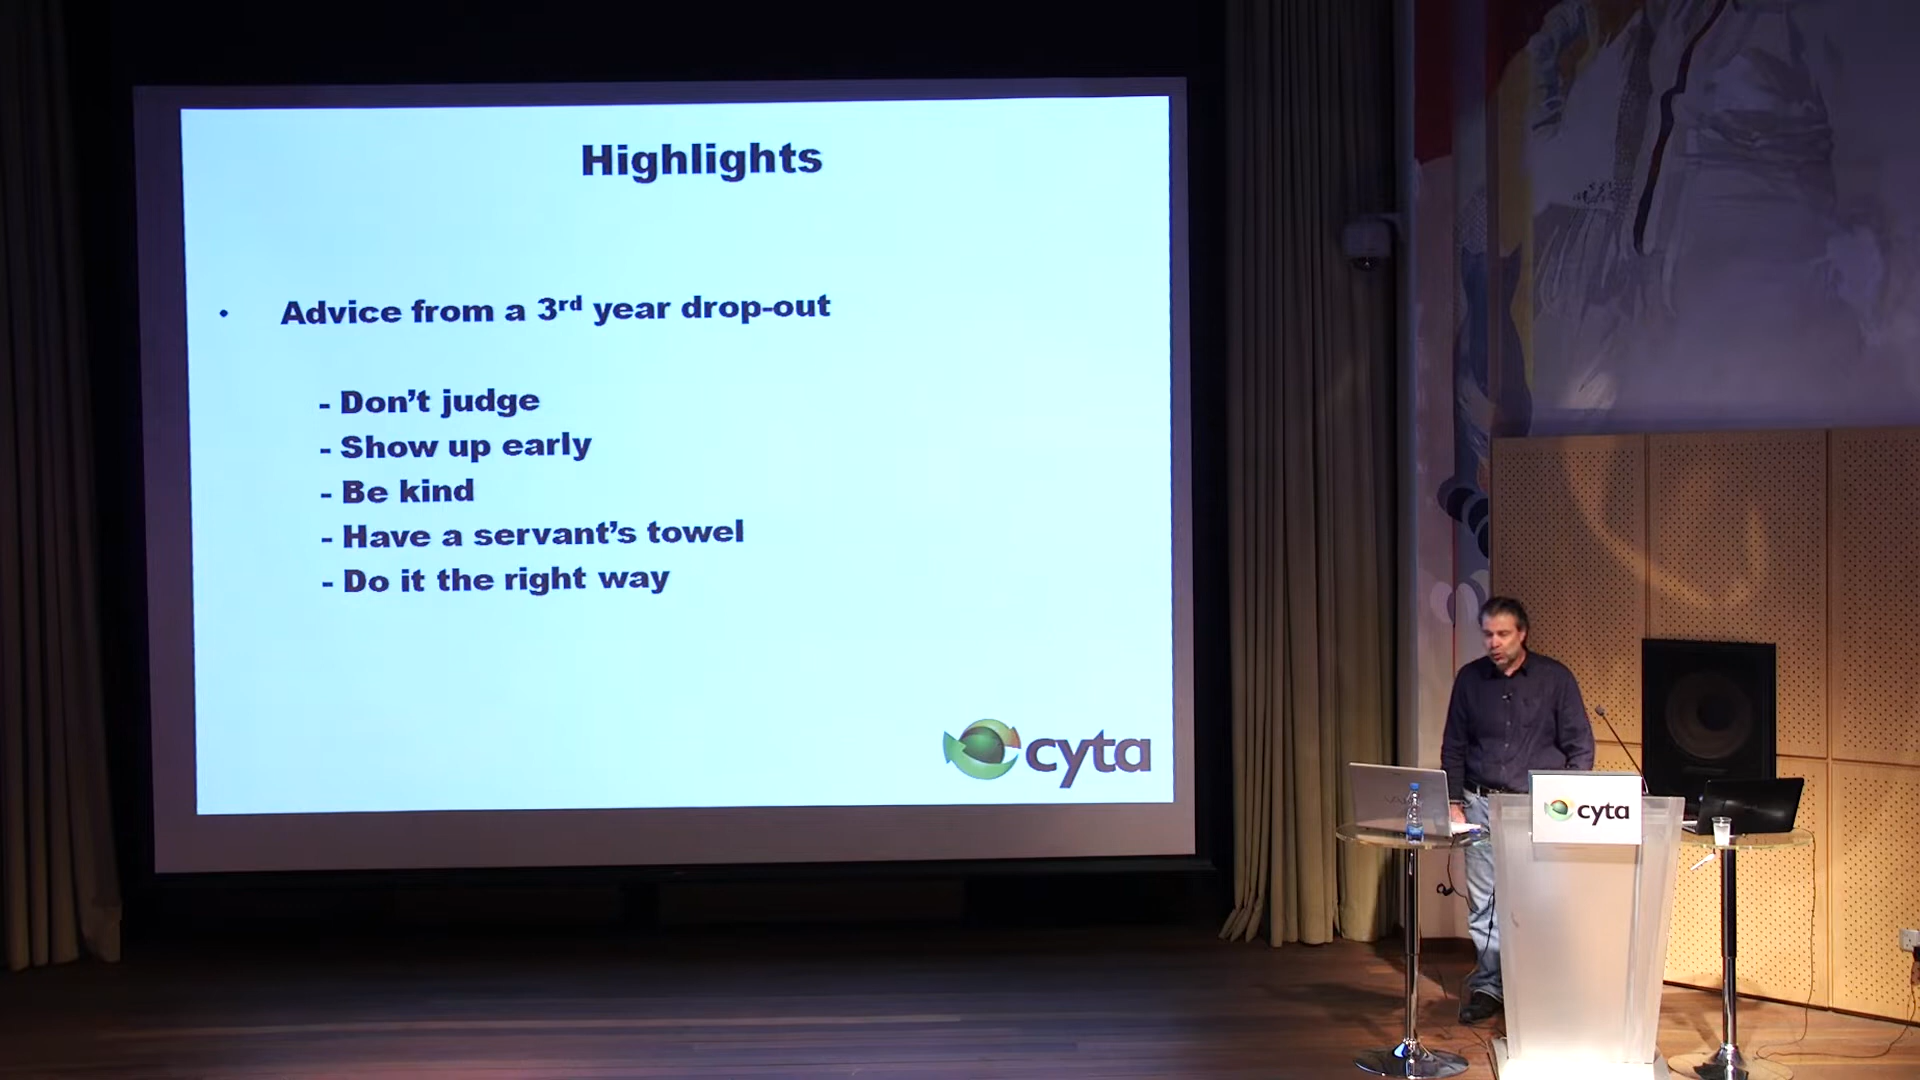 Highlights
• Advice from a 3rd year drop-out
- Don't judge
- Show up early
- Be kind
- Have a servant's towel
- Do it the right way
cyta
cyta